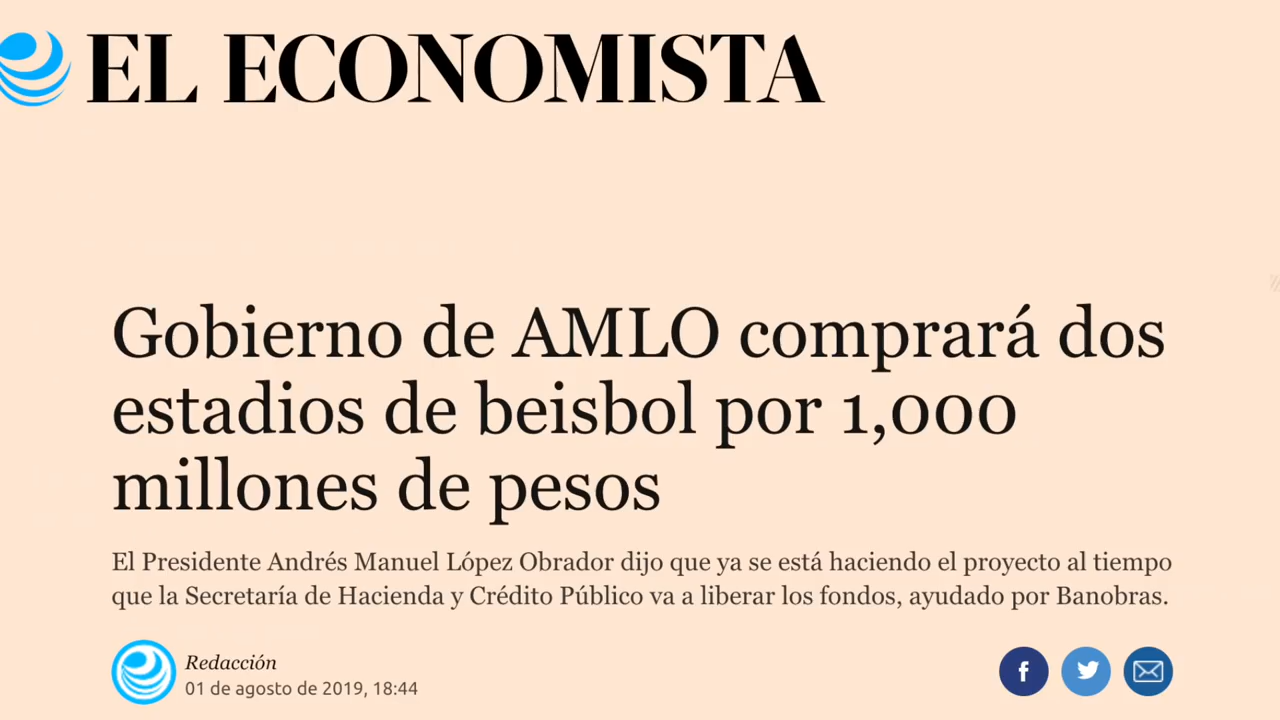 EL ECONOMISTA
Gobierno de AMLO comprará dos
estadios de beisbol por 1,000
millones de pesos
El Presidente Andrés Manuel López Obrador dijo que ya se está haciendo el proyecto al tiempo
que la Secretaría de Hacienda y Crédito Público va a liberar los fondos, ayudado por Banobras.
Redacción
01 de agosto de 2019, 18:44